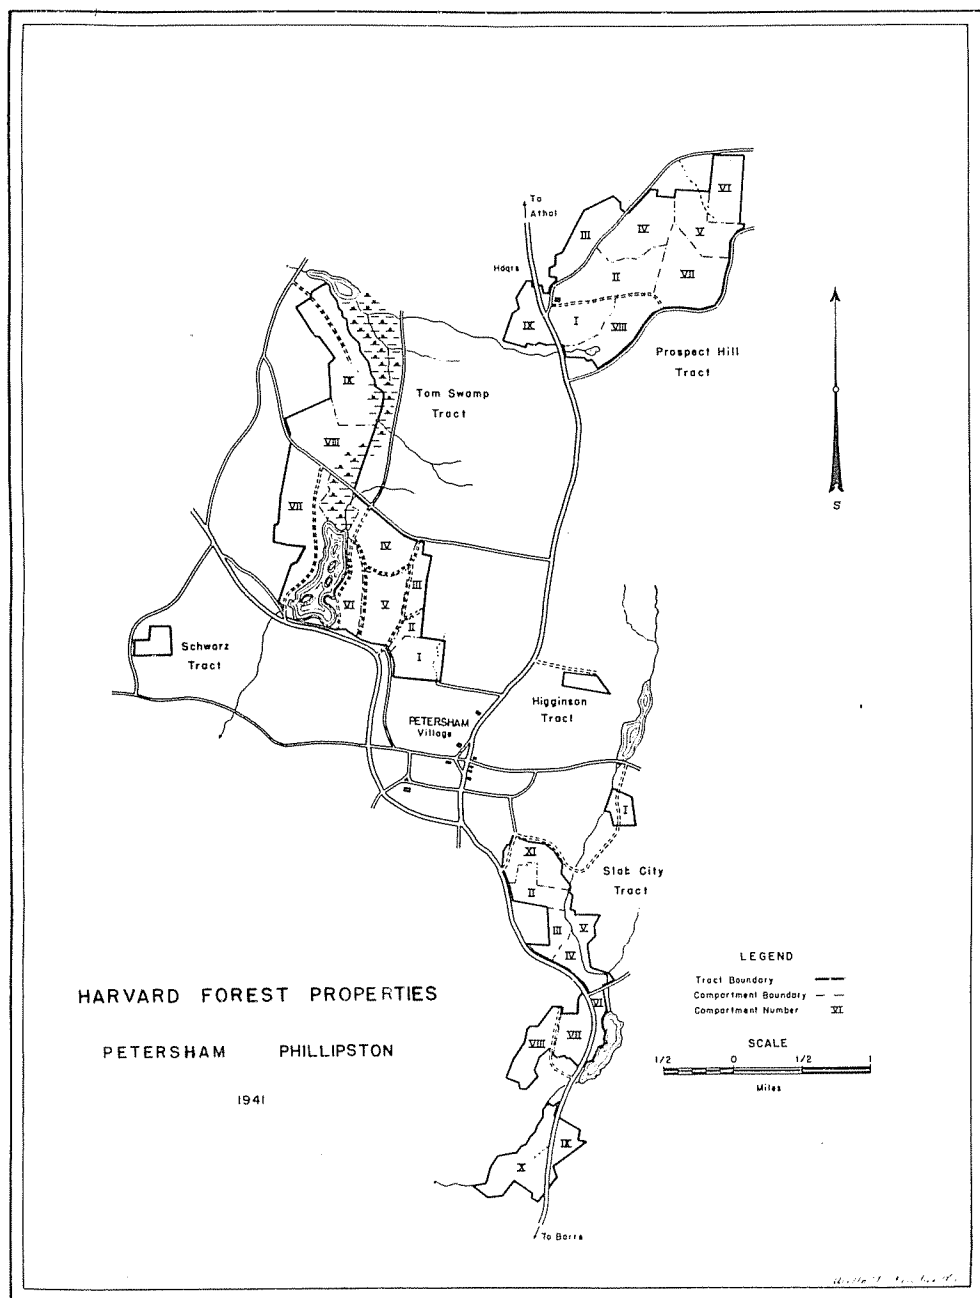 To
Athol
Hdqrs
VI
III
IV
V
II
VII
IX
I
VIII
Prospect Hill
Tract
IX
Tom Swamp
Tract
VIII
VII
S
IV
III
VI
V
II
I
Schwarz
Tract
Higginson
Tract
PETERSHAM
Village
I
XI
Slab City
Tract
II
III
V
IV
VI
VII
VIII
IX
X
To Barre
HARVARD FOREST PROPERTIES
PETERSHAM PHILLIPSTON
1941
LEGEND
Tract Boundary
Compartment Boundary
Compartment Number VI
SCALE
1/2 0 1/2 1
Miles